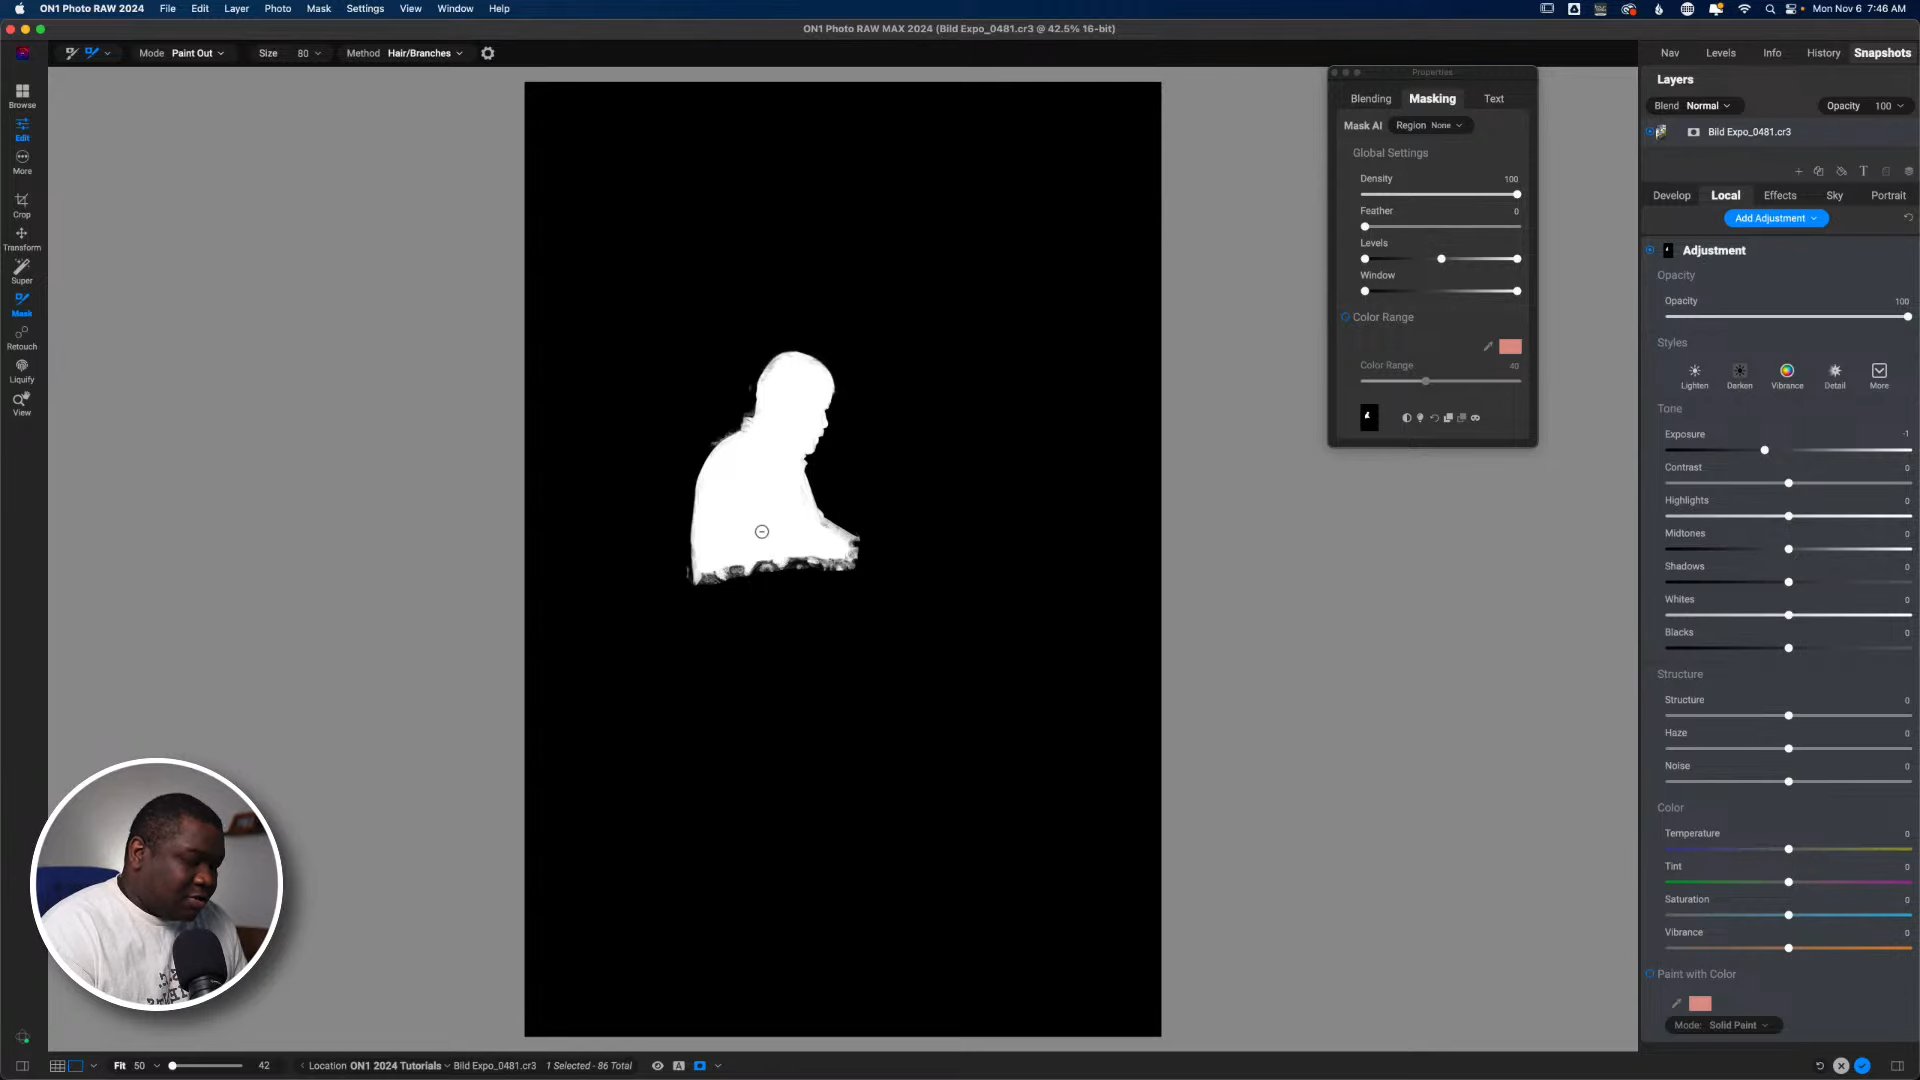 ON1 Photo RAW 2024 File Edit Layer Photo Mask Settings View Window Help
Mon Nov 6 7:46 AM
ON1 Photo RAW MAX 2024 (Bild Expo_0481.cr3 @ 42.5% 16-bit)
Mode Paint Out Size 80 Method Hair/Branches
Nav Levels Info History Snapshots
Browse
Edit
More
Crop
Transform
Super
Mask
Retouch
Liquify
View
Properties
Blending Masking Text
Mask AI Region None
Global Settings
Density 100
Feather 0
Levels
Window
Color Range
Color Range 40
Layers
Blend Normal Opacity 100
Bild Expo_0481.cr3
Develop Local Effects Sky Portrait
Add Adjustment
Adjustment
Opacity
Opacity 100
Styles
Lighten Darken Vibrance Detail More
Tone
Exposure -1
Contrast 0
Highlights 0
Midtones 0
Shadows 0
Whites 0
Blacks 0
Structure
Structure 0
Haze 0
Noise 0
Color
Temperature 0
Tint 0
Saturation 0
Vibrance 0
Paint with Color
Mode: Solid Paint
Fit 50 42 Location ON1 2024 Tutorials Bild Expo_0481.cr3 1 Selected - 86 Total A